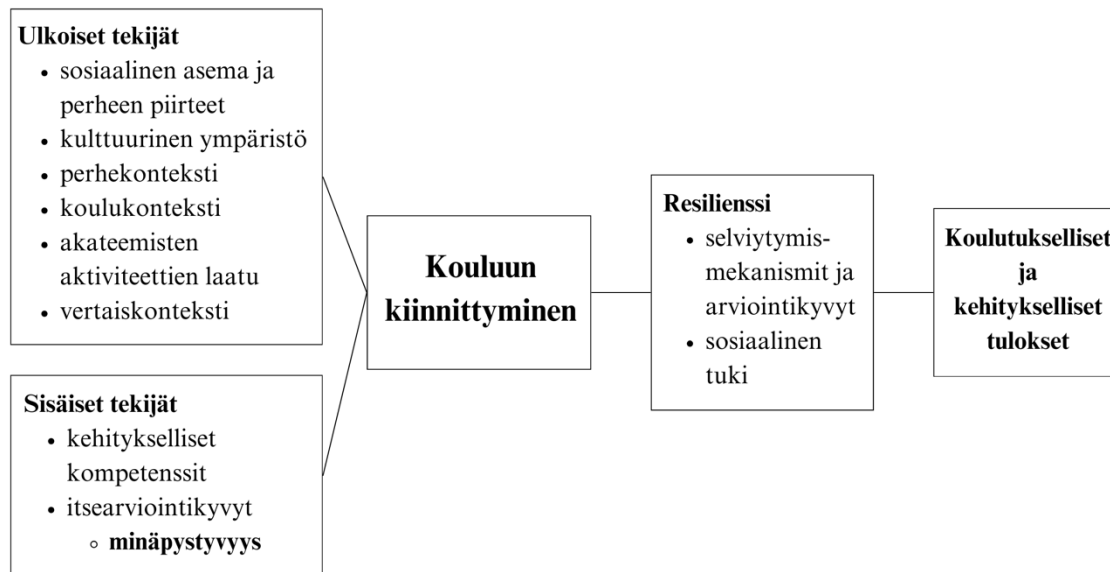 Ulkoiset tekijät
• sosiaalinen asema ja
perheen piirteet
• kulttuurinen ympäristö
• perhekonteksti
• koulukonteksti
• akateemisten
aktiviteettien laatu
• vertaiskonteksti
Sisäiset tekijät
• kehitykselliset
kompetenssit
• itsearviointikyvyt
◦ minäpystyvyys
Kouluun
kiinnittyminen
Resilienssi
• selviytymis-
mekanismit ja
arviointikyvyt
• sosiaalinen
tuki
Koulutukselliset
ja
kehitykselliset
tulokset